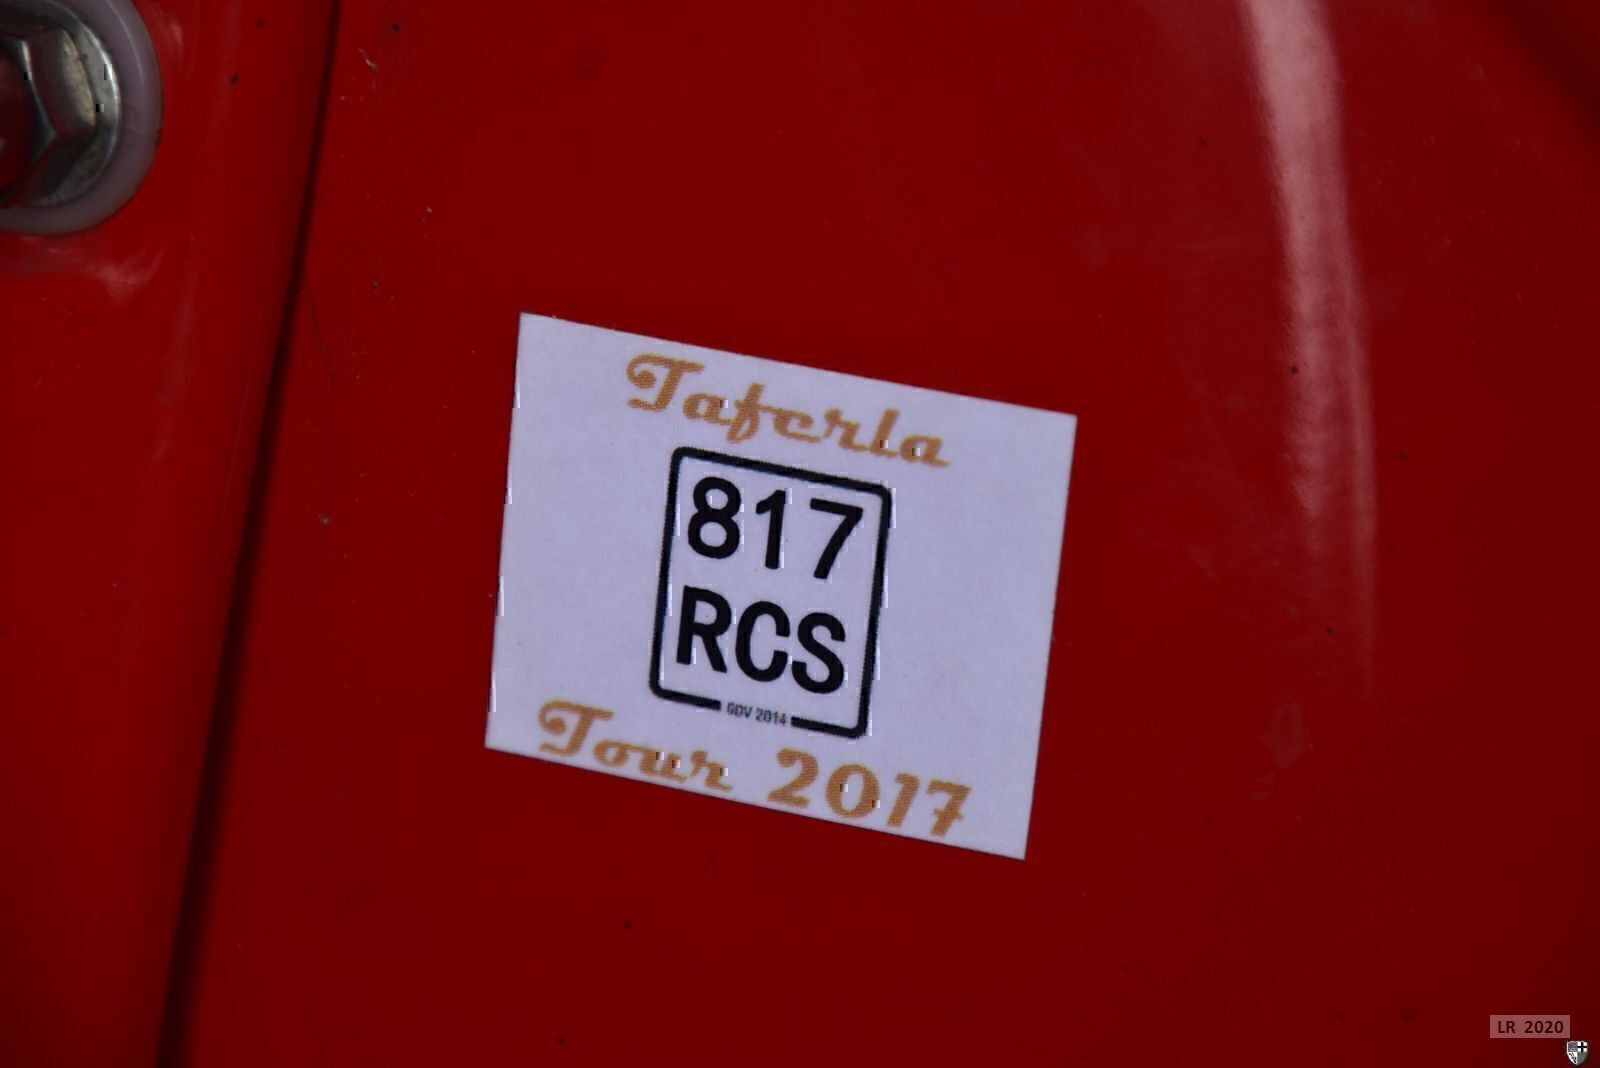 Taferla
817
RCS
GDV 2014
Tour 2017
LR 2020